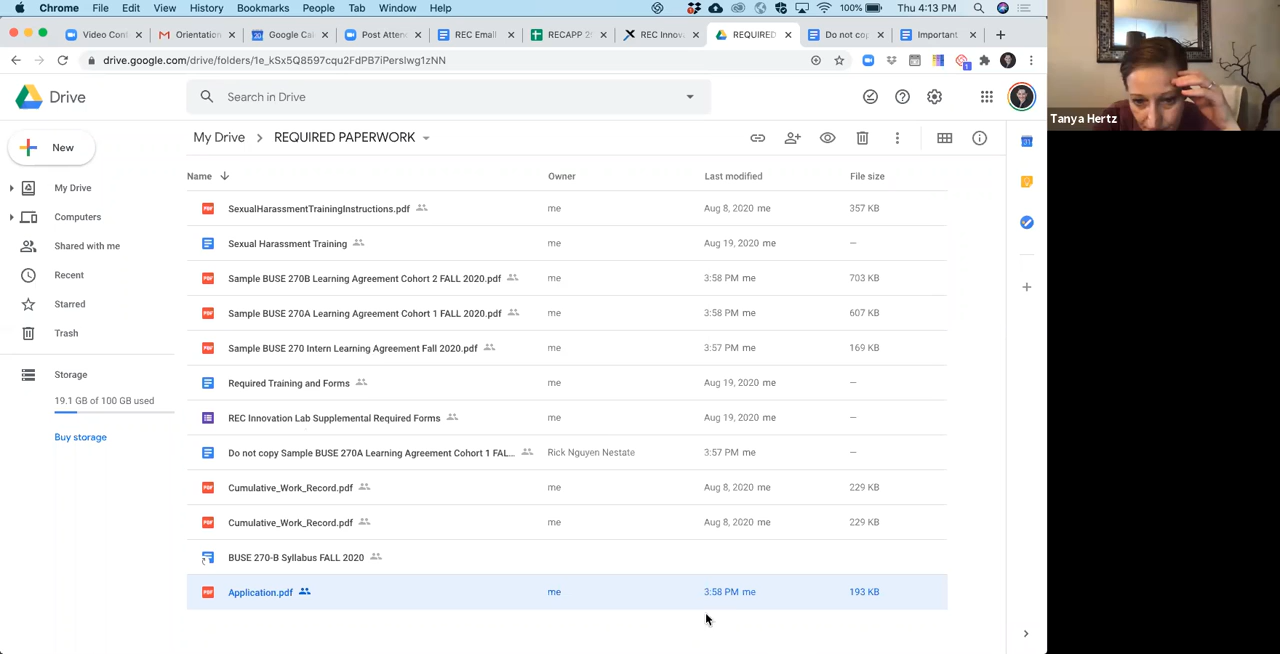 Chrome File Edit View History Bookmarks People Tab Window Help 100% Thu 4:13 PM
Video Con Orientation Google Ca Post Atten REC Email RECAPP 2 REC Innov REQUIRED Do not co Important
drive.google.com/drive/folders/1e_kSx5Q8597cqu2FdPB7iPersIwg1zNN
Drive Search in Drive
New My Drive > REQUIRED PAPERWORK
Name Owner Last modified File size
My Drive
Computers
Shared with me
Recent
Starred
Trash
Storage
19.1 GB of 100 GB used
Buy storage
SexualHarassmentTrainingInstructions.pdf me Aug 8, 2020 me 357 KB
Sexual Harassment Training me Aug 19, 2020 me —
Sample BUSE 270B Learning Agreement Cohort 2 FALL 2020.pdf me 3:58 PM me 703 KB
Sample BUSE 270A Learning Agreement Cohort 1 FALL 2020.pdf me 3:58 PM me 607 KB
Sample BUSE 270 Intern Learning Agreement Fall 2020.pdf me 3:57 PM me 169 KB
Required Training and Forms me Aug 19, 2020 me —
REC Innovation Lab Supplemental Required Forms me Aug 19, 2020 me —
Do not copy Sample BUSE 270A Learning Agreement Cohort 1 FAL... Rick Nguyen Nestate 3:57 PM me —
Cumulative_Work_Record.pdf me Aug 8, 2020 me 229 KB
Cumulative_Work_Record.pdf me Aug 8, 2020 me 229 KB
BUSE 270-B Syllabus FALL 2020
Application.pdf me 3:58 PM me 193 KB
Tanya Hertz